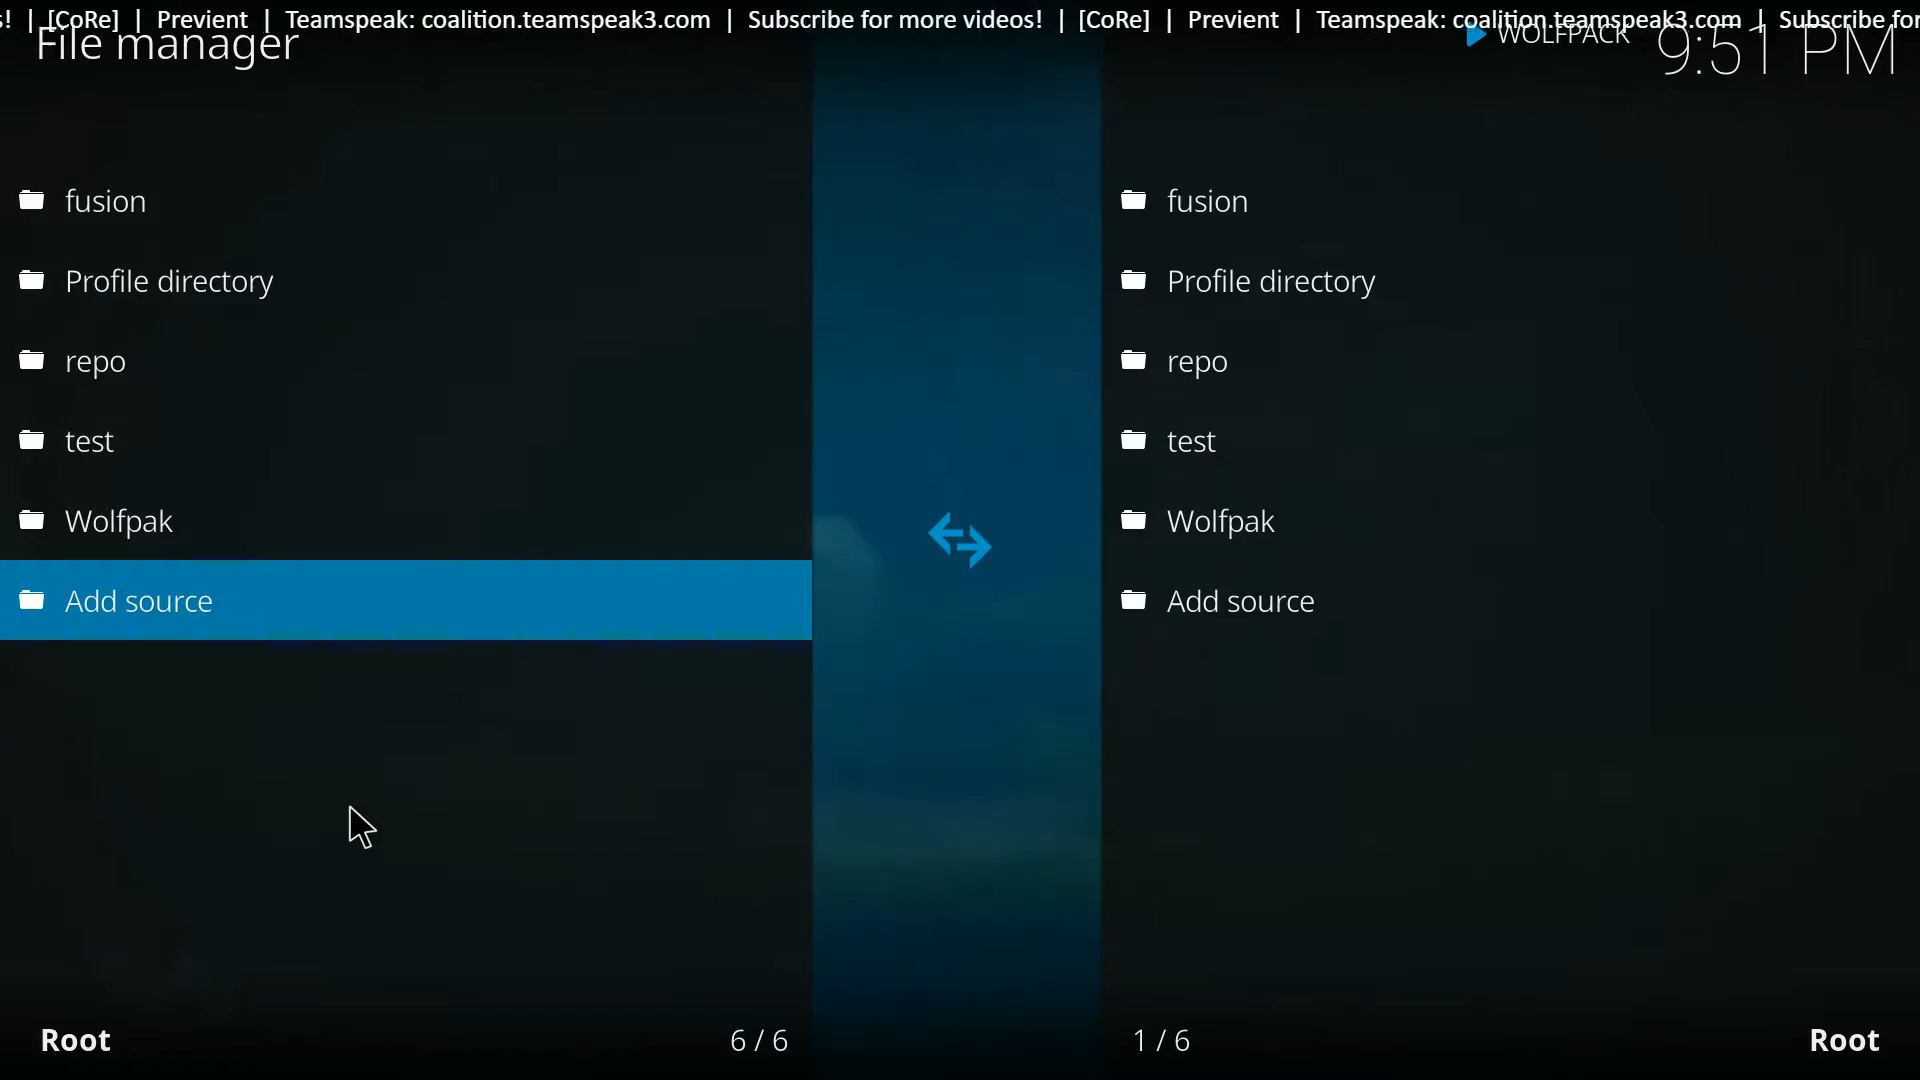 s! | [CoRe] | Previent | Teamspeak: coalition.teamspeak3.com | Subscribe for more videos! | [CoRe] | Previent | Teamspeak: coalition.teamspeak3.com | Subscribe for
File manager
WOLFPACK
9:51 PM
fusion
Profile directory
repo
test
Wolfpak
Add source
fusion
Profile directory
repo
test
Wolfpak
Add source
Root
6 / 6
1 / 6
Root